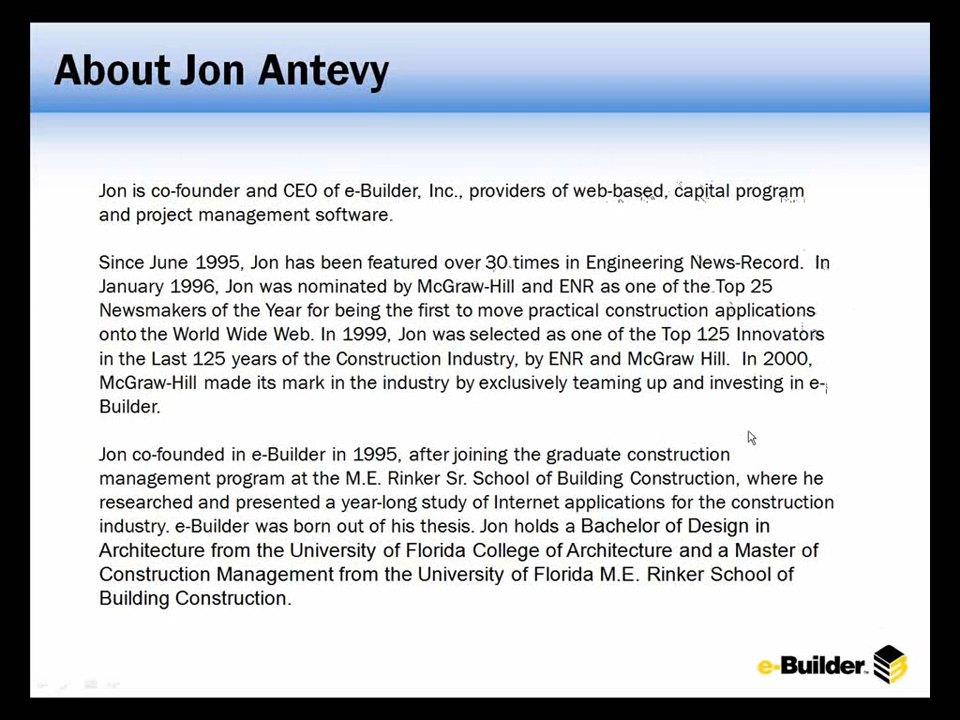 About Jon Antevy
Jon is co-founder and CEO of e-Builder, Inc., providers of web-based, capital program
and project management software.
Since June 1995, Jon has been featured over 30 times in Engineering News-Record. In
January 1996, Jon was nominated by McGraw-Hill and ENR as one of the Top 25
Newsmakers of the Year for being the first to move practical construction applications
onto the World Wide Web. In 1999, Jon was selected as one of the Top 125 Innovators
in the Last 125 years of the Construction Industry, by ENR and McGraw Hill. In 2000,
McGraw-Hill made its mark in the industry by exclusively teaming up and investing in e-
Builder.
Jon co-founded in e-Builder in 1995, after joining the graduate construction
management program at the M.E. Rinker Sr. School of Building Construction, where he
researched and presented a year-long study of Internet applications for the construction
industry. e-Builder was born out of his thesis. Jon holds a Bachelor of Design in
Architecture from the University of Florida College of Architecture and a Master of
Construction Management from the University of Florida M.E. Rinker School of
Building Construction.
e-Builder™